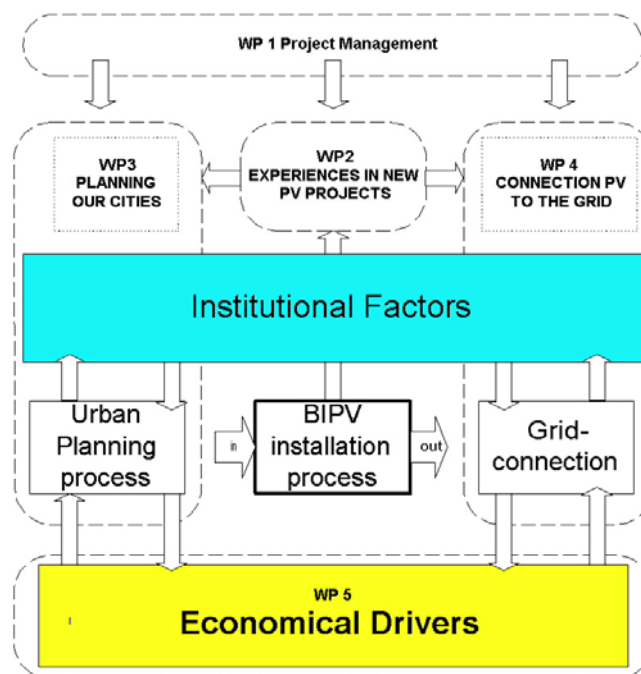 WP 1 Project Management
WP3
PLANNING
OUR CITIES
WP2
EXPERIENCES IN NEW
PV PROJECTS
WP 4
CONNECTION PV
TO THE GRID
Institutional Factors
Urban
Planning
process
in
BIPV
installation
process
out
Grid-
connection
WP 5
Economical Drivers